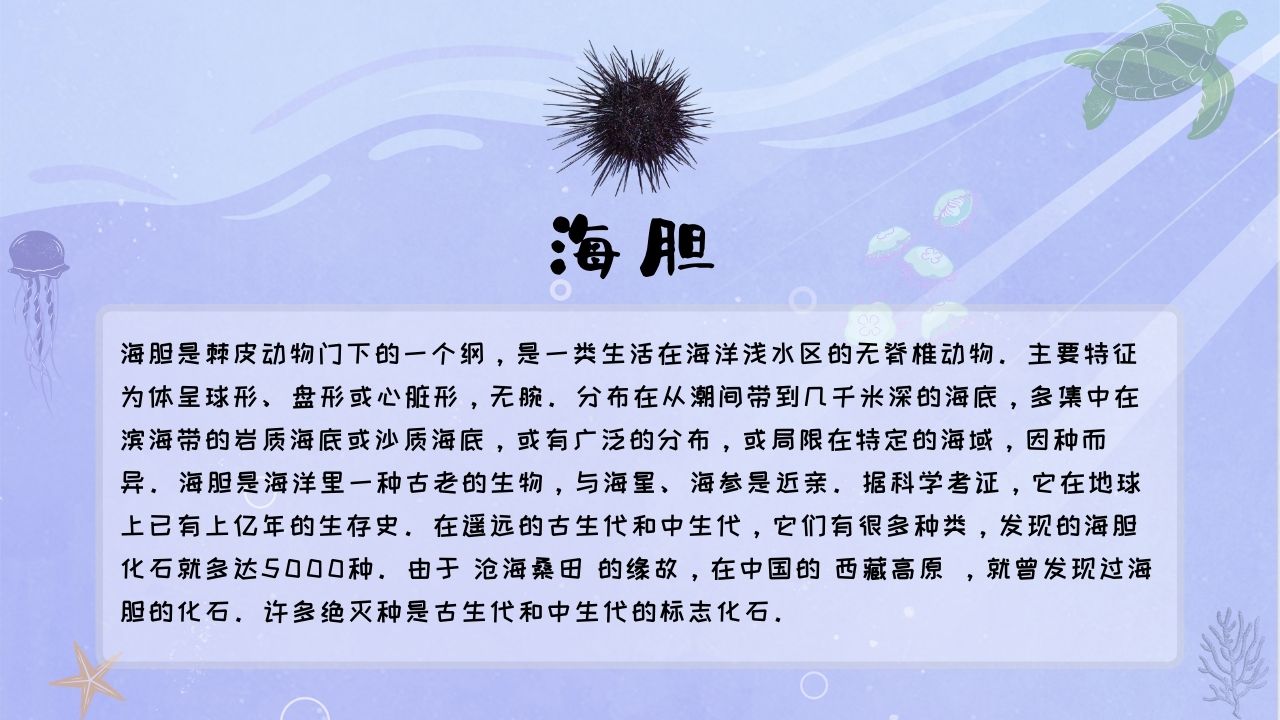 海胆
海胆是棘皮动物门下的一个纲，是一类生活在海洋浅水区的无脊椎动物．主要特征
为体呈球形、盘形或心脏形，无腕．分布在从潮间带到几千米深的海底，多集中在
滨海带的岩质海底或沙质海底，或有广泛的分布，或局限在特定的海域，因种而
异．海胆是海洋里一种古老的生物，与海星、海参是近亲．据科学考证，它在地球
上已有上亿年的生存史．在遥远的古生代和中生代，它们有很多种类，发现的海胆
化石就多达5000种．由于 沧海桑田 的缘故，在中国的 西藏高原 ，就曾发现过海
胆的化石．许多绝灭种是古生代和中生代的标志化石．